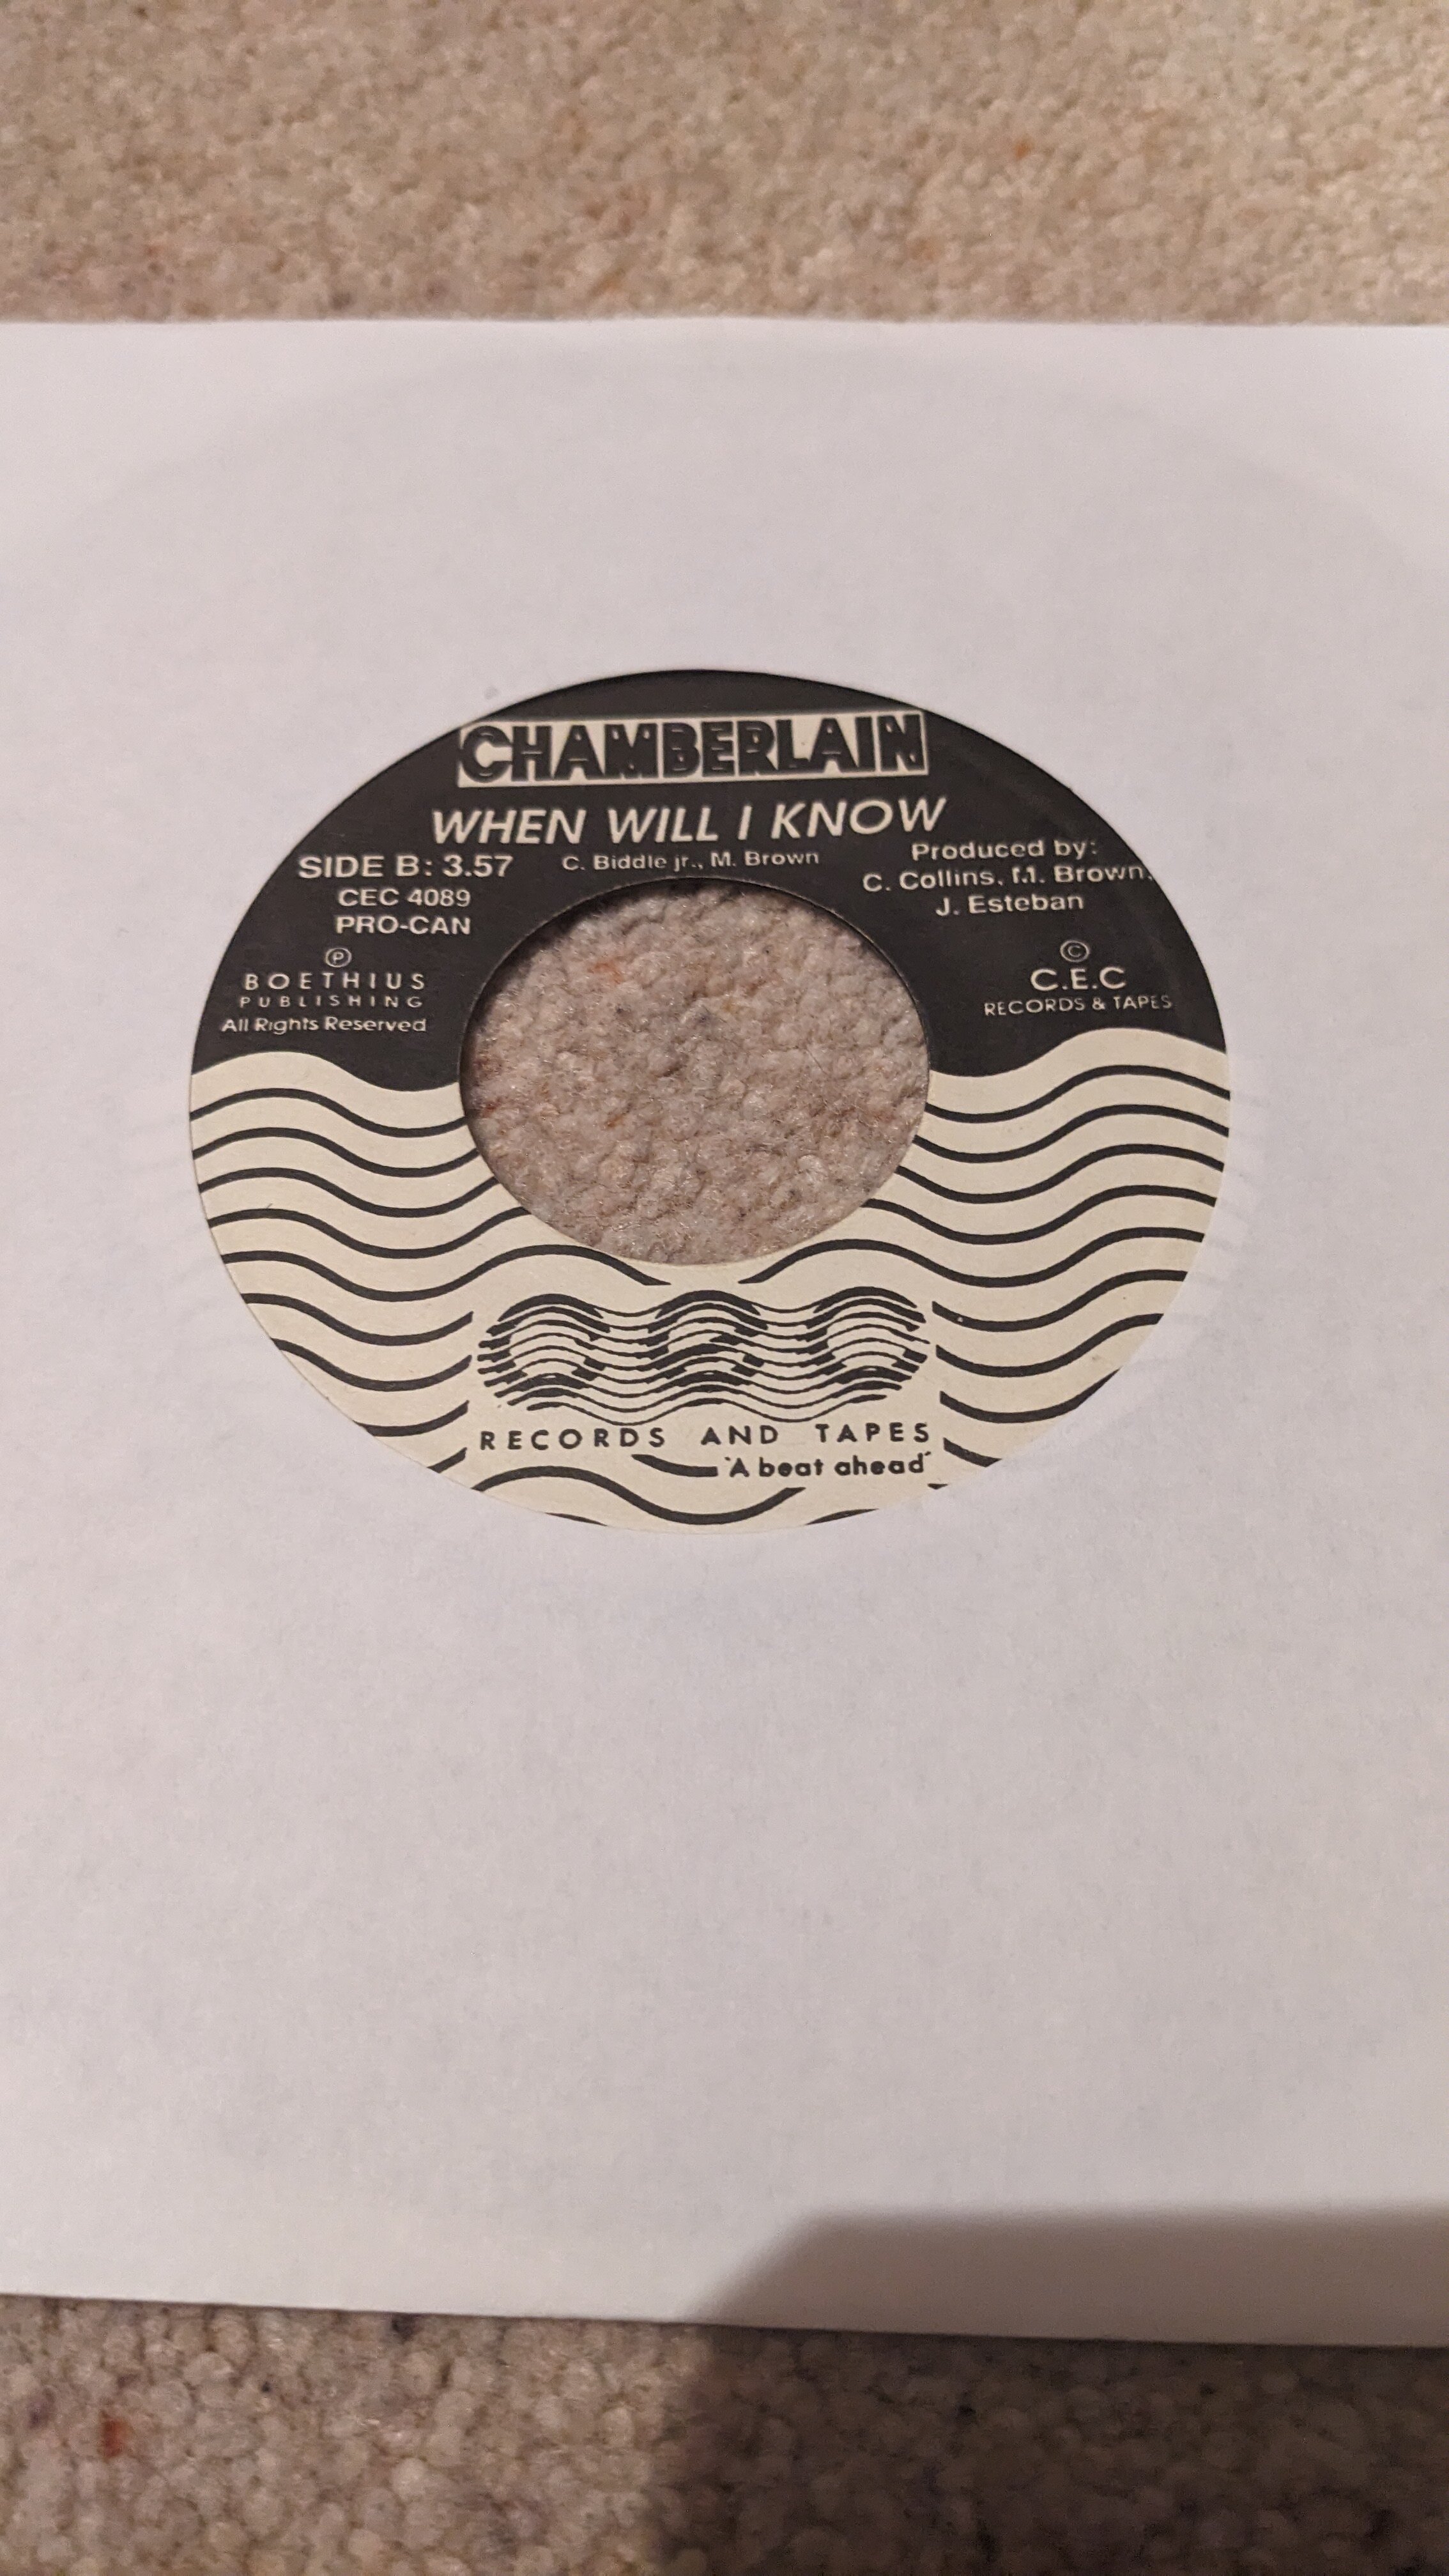 CHAMBERLAIN
WHEN WILL I KNOW
C. Biddle jr., M. Brown
SIDE B: 3.57
CEC 4089
PRO-CAN
Ⓟ
BOETHIUS
PUBLISHING
All Rights Reserved
Produced by:
C. Collins, M. Brown,
J. Esteban
©
C.E.C
RECORDS & TAPES
CEC
RECORDS AND TAPES
'A beat ahead'